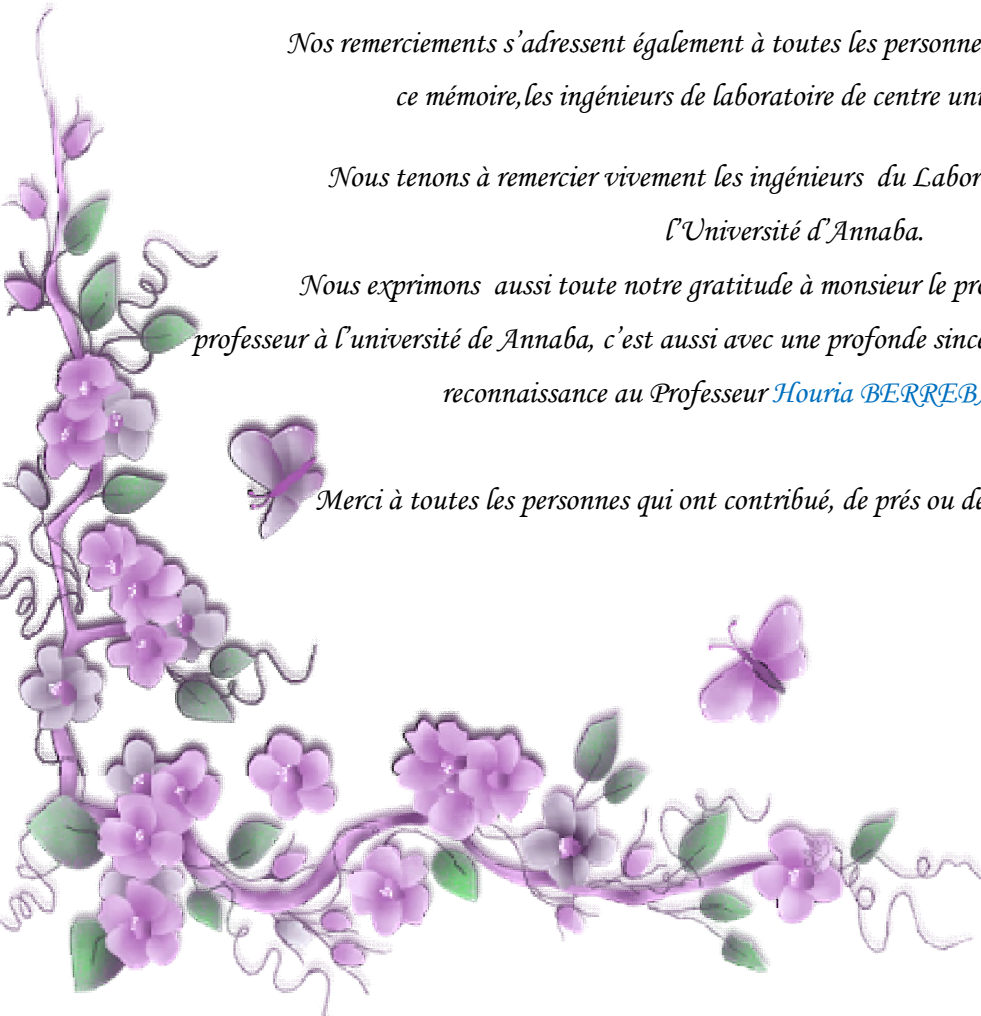 Nos remerciements s’adressent également à toutes les personne
ce mémoire,les ingénieurs de laboratoire de centre uni
Nous tenons à remercier vivement les ingénieurs du Labor
l’Université d’Annaba.
Nous exprimons aussi toute notre gratitude à monsieur le pro
professeur à l’université de Annaba, c’est aussi avec une profonde since
reconnaissance au Professeur Houria BERREB
Merci à toutes les personnes qui ont contribué, de prés ou de